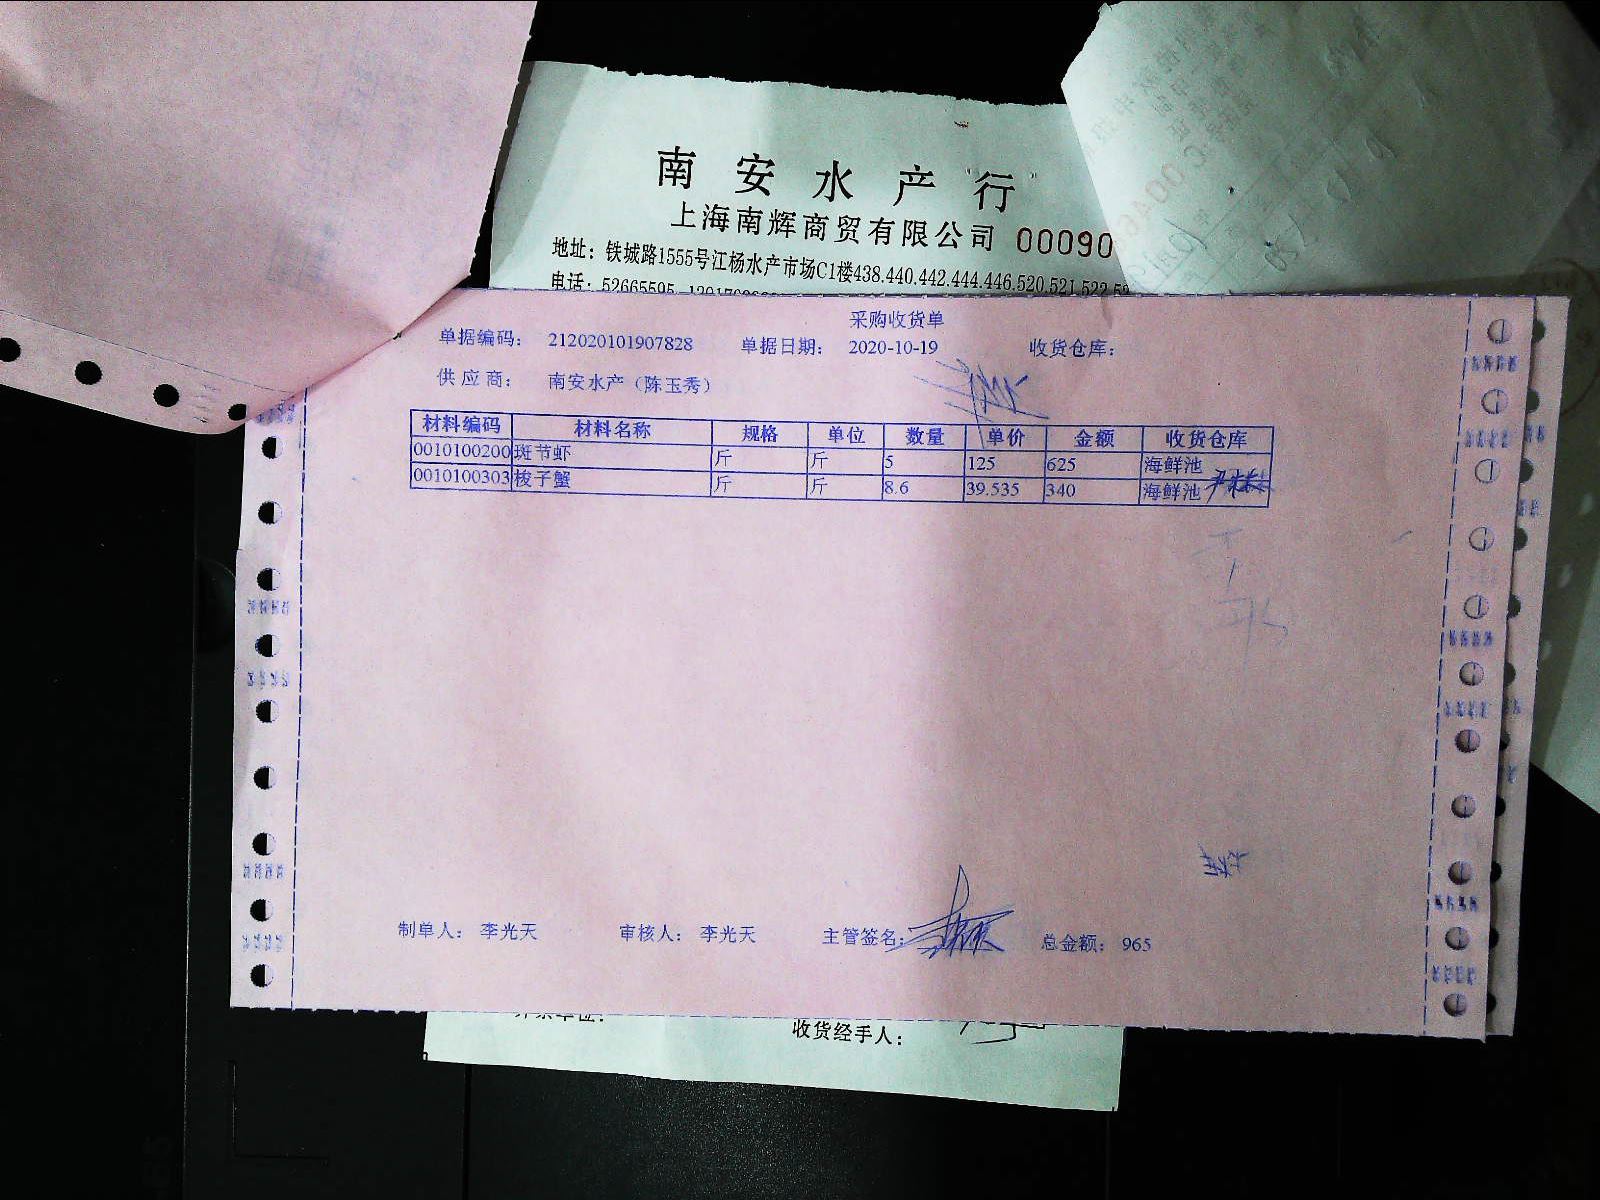 南安水产行
上海南辉商贸有限公司 00090
地址：铁城路1555号江杨水产市场C1楼438.440.442.444.446.520.521.522.52
电话：52665595
采购收货单
单据编码： 212020101907828 单据日期： 2020-10-19 收货仓库：
供应商： 南安水产（陈玉秀）
材料编码 材料名称 规格 单位 数量 单价 金额 收货仓库
0010100200 斑节虾 斤 斤 5 125 625 海鲜池
0010100303 梭子蟹 斤 斤 8.6 39.535 340 海鲜池
制单人： 李光天 审核人： 李光天 主管签名： 总金额： 965
收货经手人：